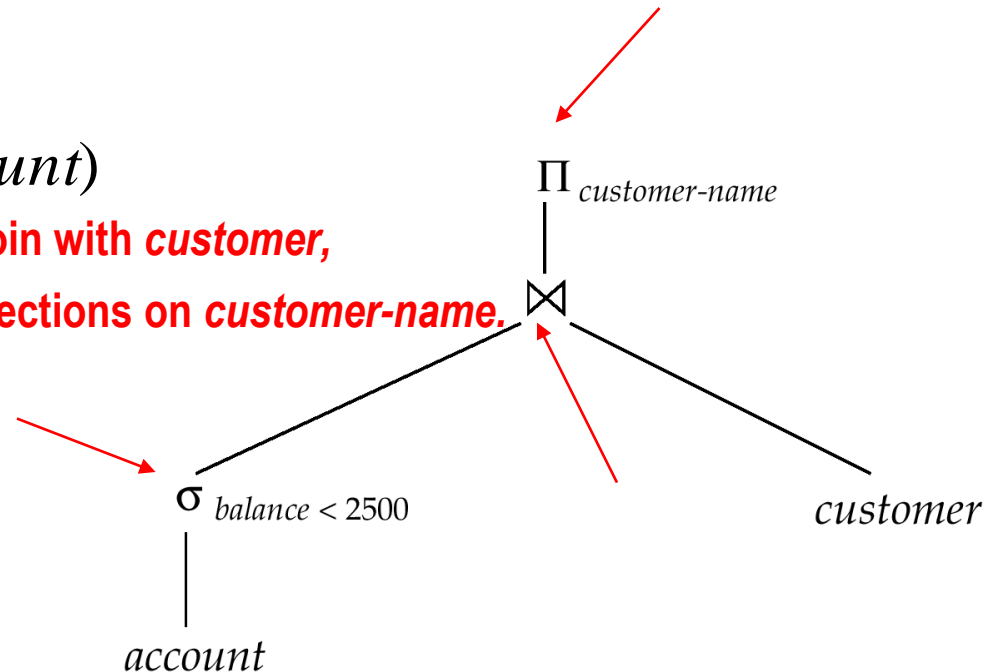 unt)
Π customer-name
oin with customer,
ections on customer-name.
⋈
σ balance < 2500
customer
account